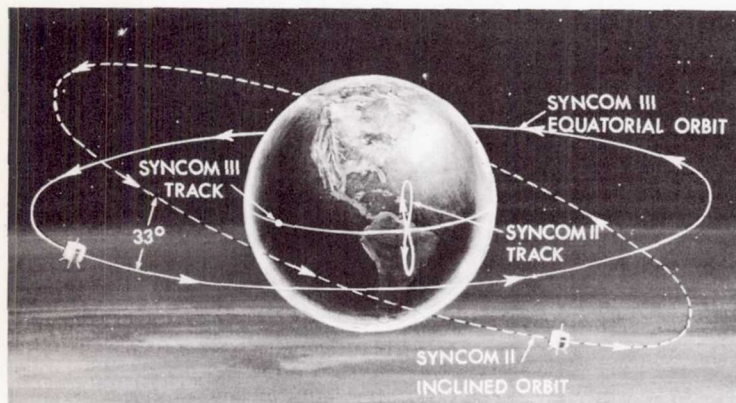 SYNCOM III
EQUATORIAL ORBIT
SYNCOM III
TRACK
33°
SYNCOM II
TRACK
SYNCOM II
INCLINED ORBIT